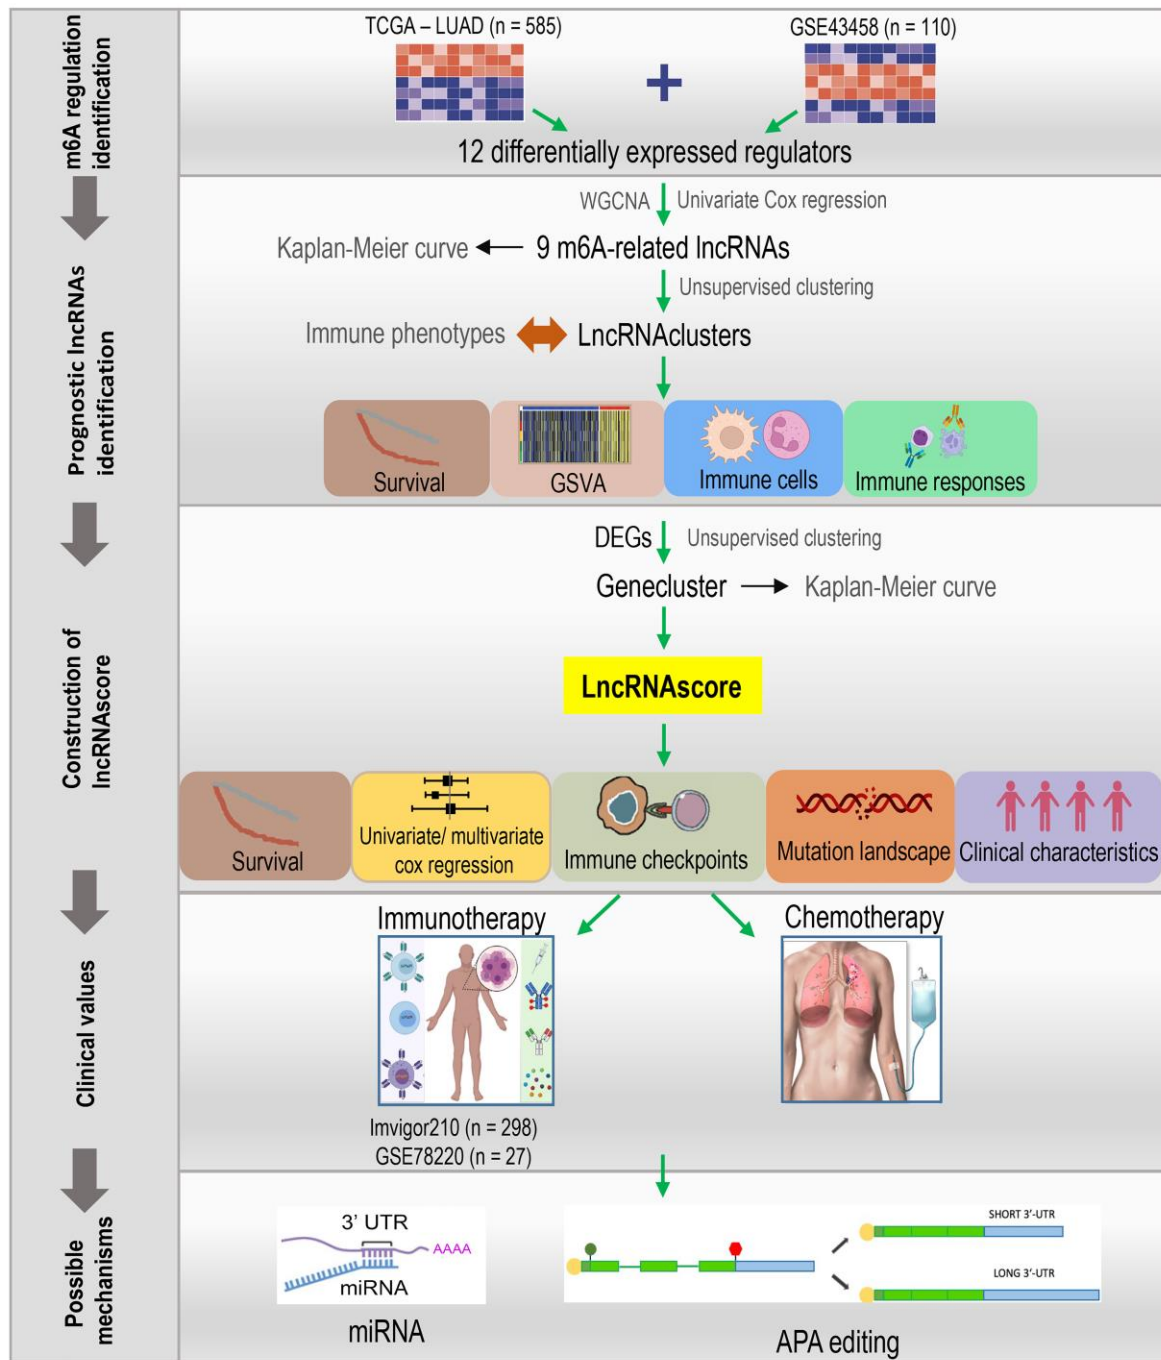 m6A regulation
identification
TCGA – LUAD (n = 585)
GSE43458 (n = 110)
12 differentially expressed regulators
Prognostic lncRNAs
identification
WGCNA
Univariate Cox regression
Kaplan-Meier curve
9 m6A-related lncRNAs
Unsupervised clustering
Immune phenotypes
LncRNAclusters
Survival
GSVA
Immune cells
Immune responses
Construction of
lncRNAscore
DEGs
Unsupervised clustering
Genecluster
Kaplan-Meier curve
LncRNAscore
Survival
Univariate/ multivariate
cox regression
Immune checkpoints
Mutation landscape
Clinical characteristics
Clinical values
Immunotherapy
Chemotherapy
Imvigor210 (n = 298)
GSE78220 (n = 27)
Possible
mechanisms
3' UTR
AAAA
miRNA
miRNA
SHORT 3'-UTR
LONG 3'-UTR
APA editing